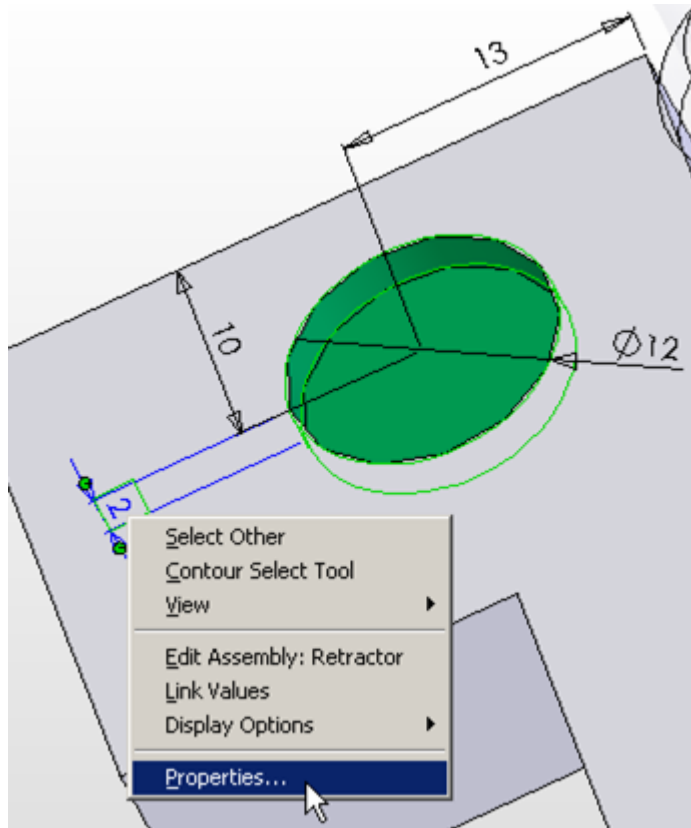 13
10
Ø12
2
Select Other
Contour Select Tool
View
Edit Assembly: Retractor
Link Values
Display Options
Properties...